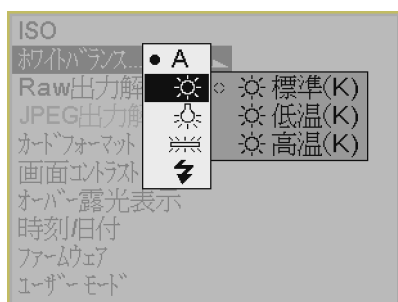 ISO
ホワイトバランス...
A
Raw出力解
標準(K)
JPEG出力解
低温(K)
カードフォーマット
高温(K)
画面コントラスト
オーバー露光表示
時刻/日付
ファームウェア
ユーザーモード